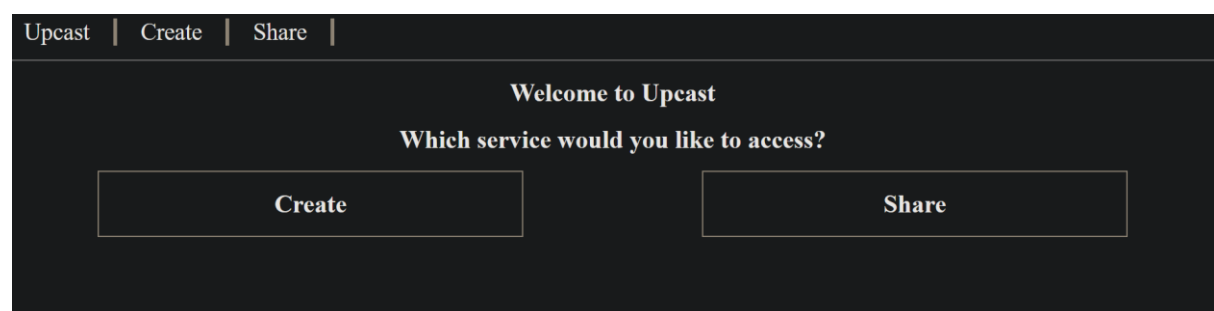 Upcast | Create | Share |
Welcome to Upcast
Which service would you like to access?
Create Share